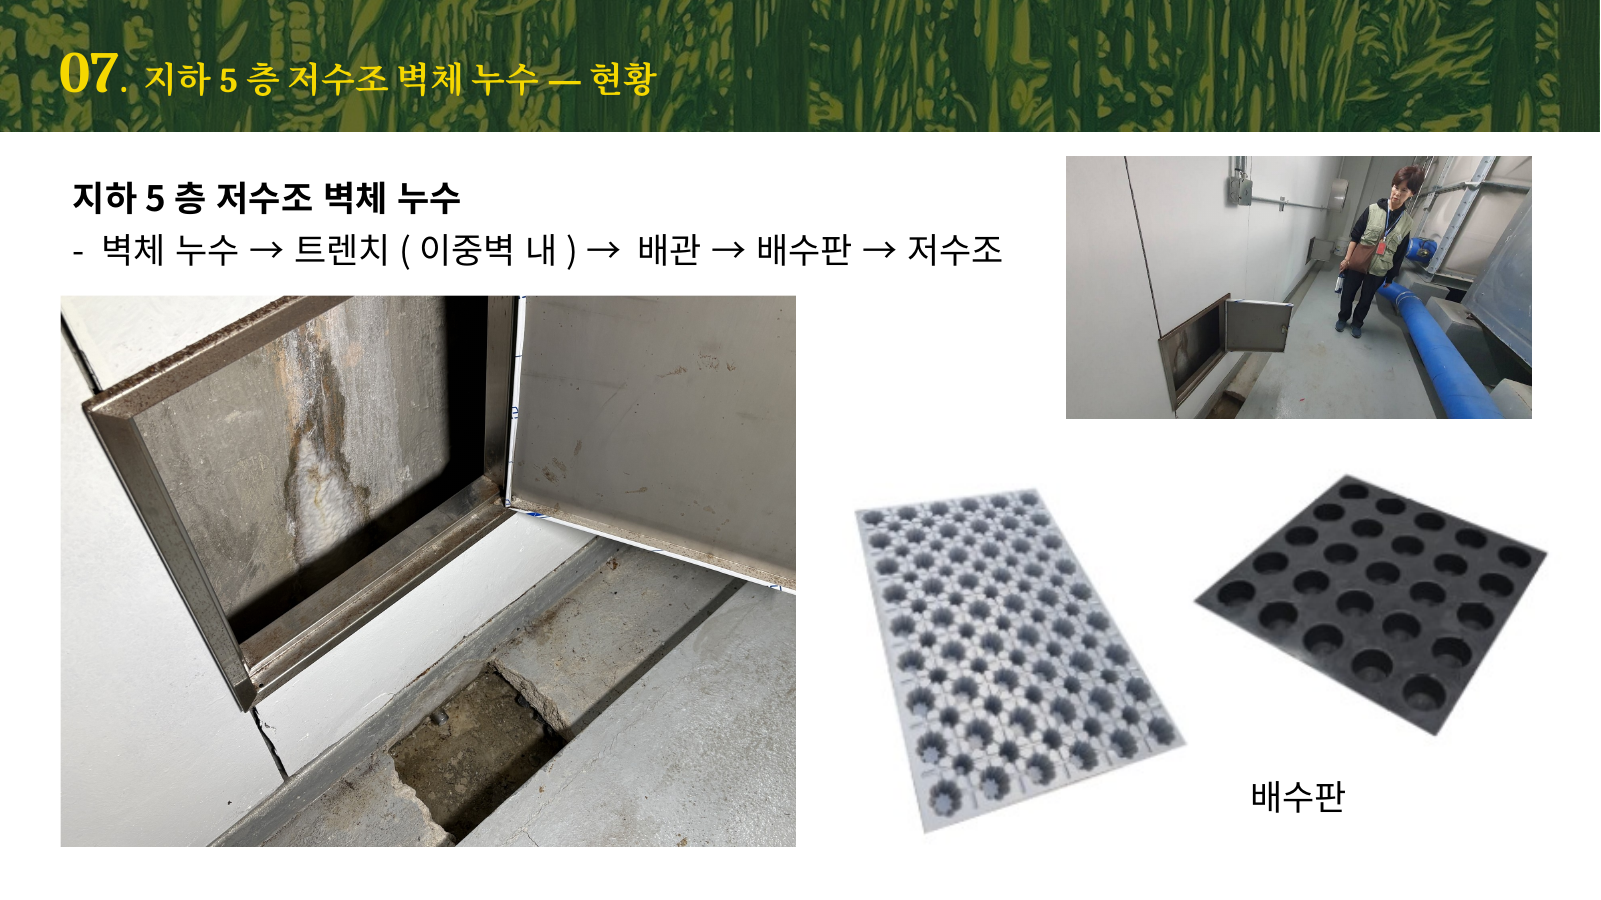 07. 지하 5 층 저수조 벽체 누수 — 현황
지하 5 층 저수조 벽체 누수
- 벽체 누수 → 트렌치 ( 이중벽 내 ) → 배관 → 배수판 → 저수조
배수판